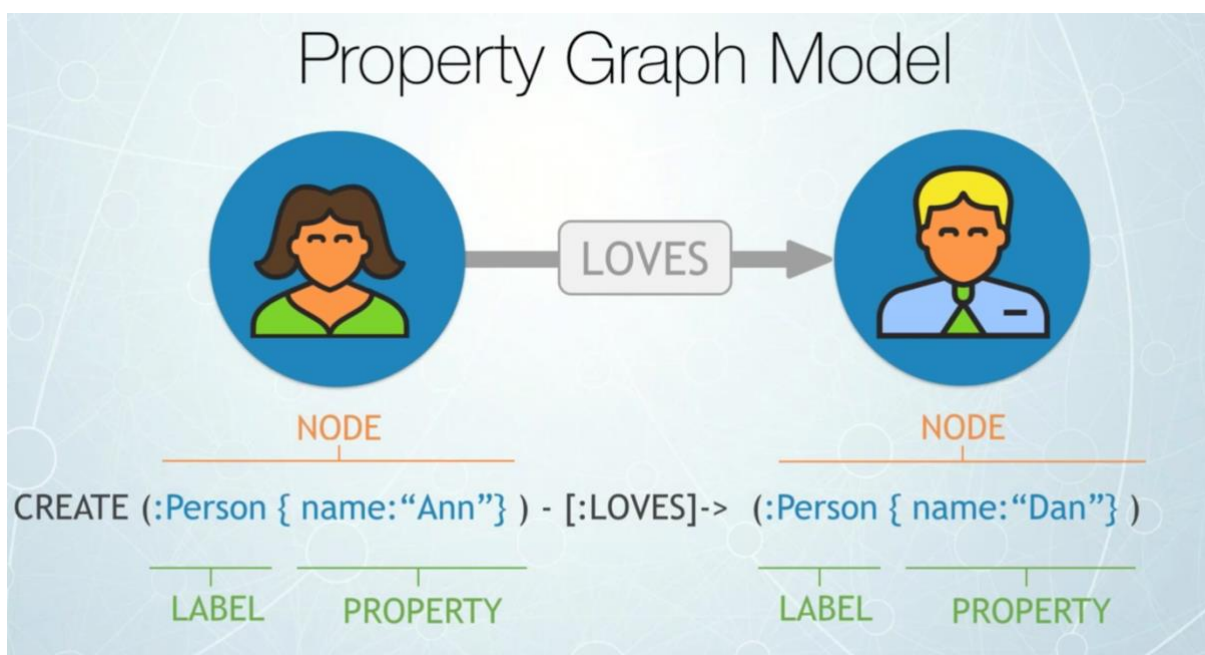 Property Graph Model
LOVES
NODE NODE
CREATE (:Person { name:“Ann”} ) - [:LOVES]-> (:Person { name:“Dan”} )
LABEL PROPERTY LABEL PROPERTY